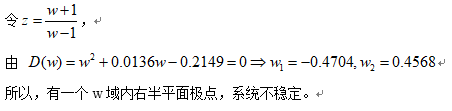 令 z = \frac{w+1}{w-1}，
由 D(w) = w² + 0.0136w - 0.2149 = 0 ⇒ w₁ = -0.4704, w₂ = 0.4568
所以，有一个 w 域内右半平面极点，系统不稳定。